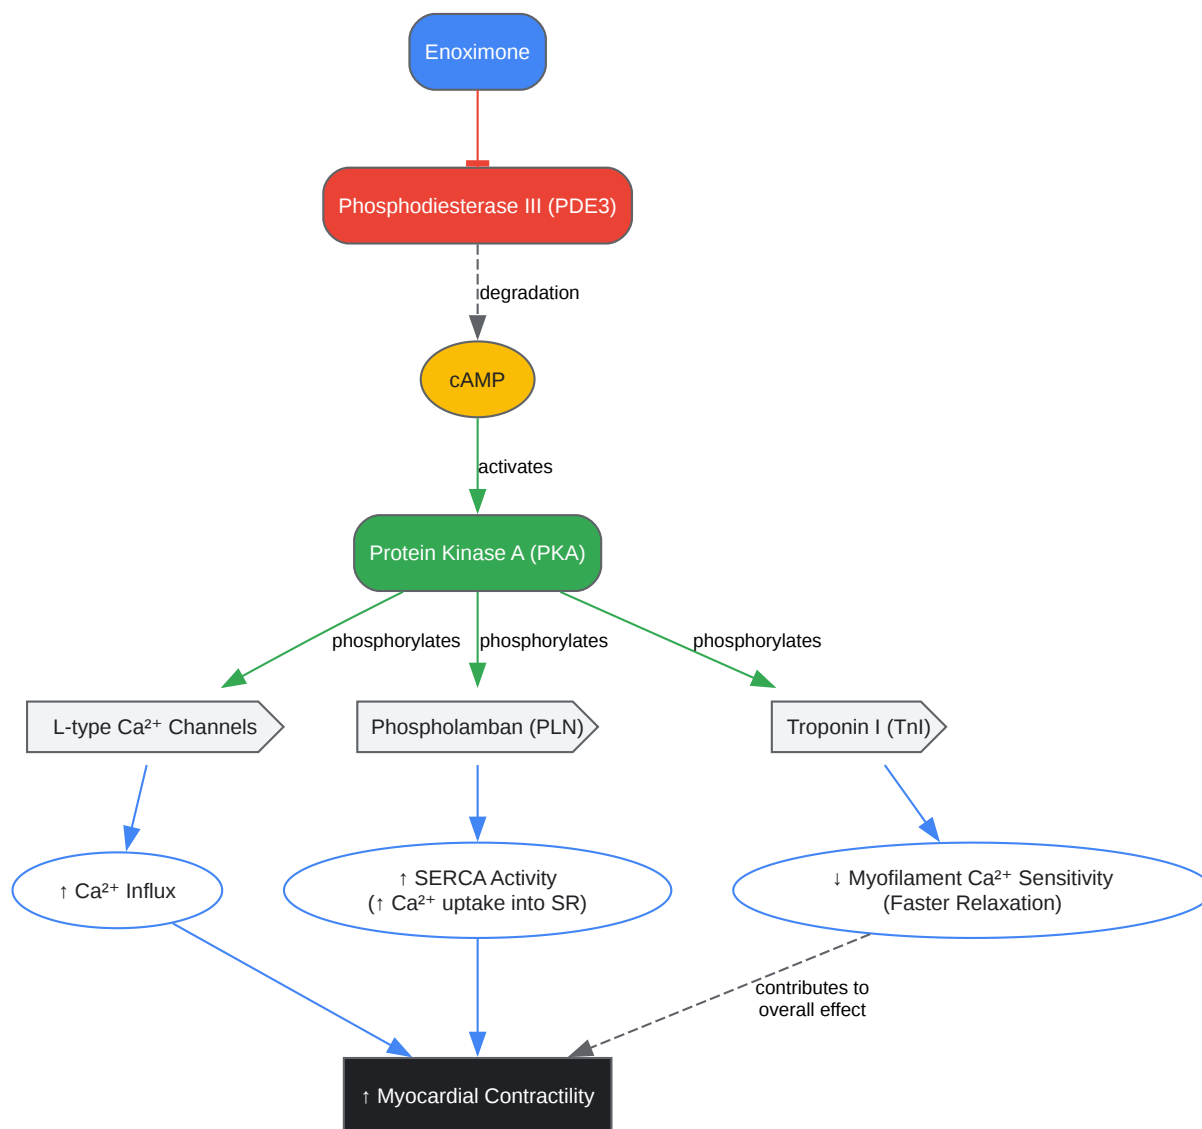 Enoximone
Phosphodiesterase III (PDE3)
degradation
cAMP
activates
Protein Kinase A (PKA)
phosphorylates
phosphorylates
phosphorylates
L-type Ca²⁺ Channels
Phospholamban (PLN)
Troponin I (TnI)
↑ Ca²⁺ Influx
↑ SERCA Activity
(↑ Ca²⁺ uptake into SR)
↓ Myofilament Ca²⁺ Sensitivity
(Faster Relaxation)
contributes to
overall effect
↑ Myocardial Contractility